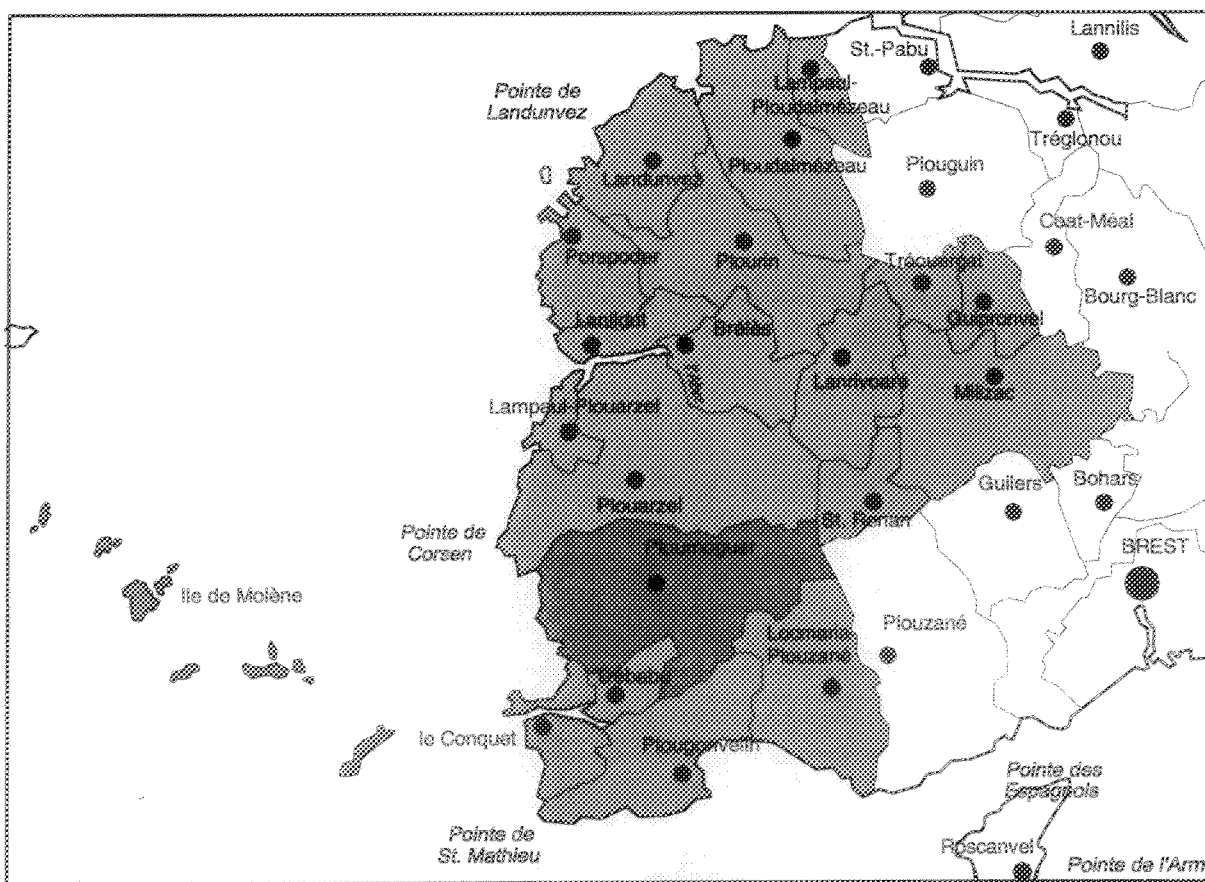 Lannilis
St.-Pabu
Lampaul-
Ploudalmézeau
Pointe de
Landunvez
Tréglonou
Ploudalmézeau
Landunvez
Plouguin
Coat-Méal
Porspoder
Plourin
Tréouergat
Bourg-Blanc
Guipronvel
Lanildut
Brélès
Lanrivoaré
Milizac
Lampaul-Plouarzel
Plouarzel
Guilers
Bohars
St. Renan
Pointe de
Corsen
BREST
Ile de Molène
Plouzané
Locmaria
Plouzané
Trébabu
le Conquet
Plougonvelin
Pointe des
Espagnols
Pointe de
St. Mathieu
Roscanvel
Pointe de l'Arm